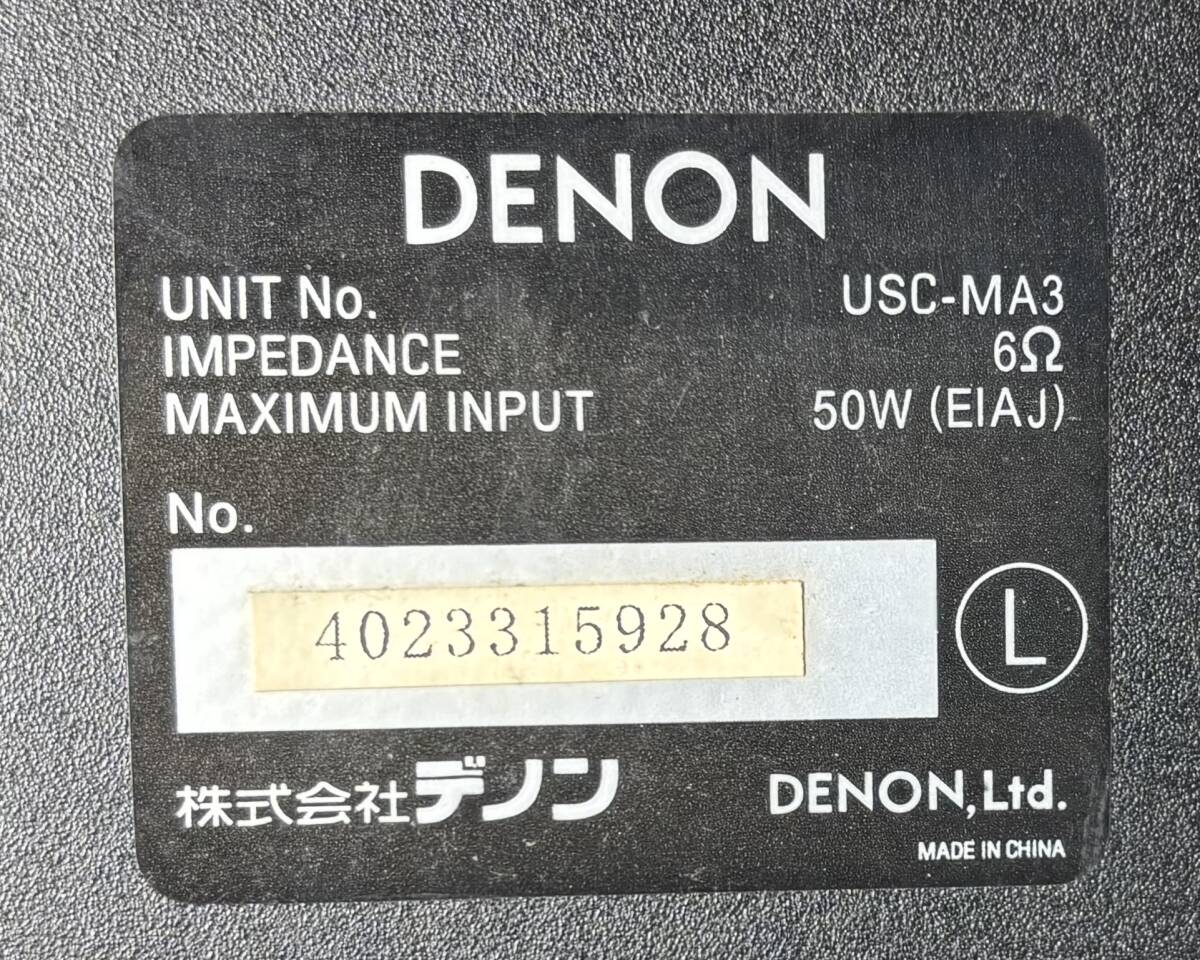 DENON
UNIT No. USC-MA3
IMPEDANCE 6Ω
MAXIMUM INPUT 50W (EIAJ)
No.
4023315928
L
株式会社デノン DENON, Ltd.
MADE IN CHINA